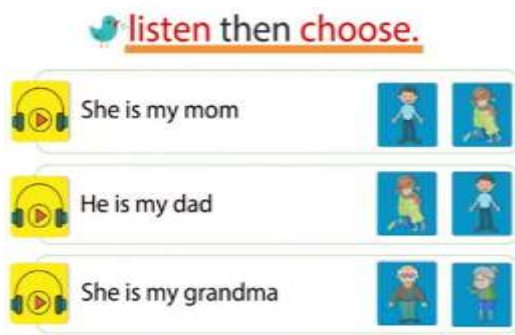 listen then choose.
She is my mom
He is my dad
She is my grandma